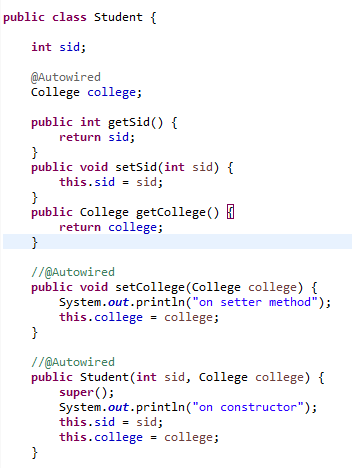 public class Student {
int sid;
@Autowired
College college;
public int getSid() {
return sid;
}
public void setSid(int sid) {
this.sid = sid;
}
public College getCollege() {
return college;
}
//@Autowired
public void setCollege(College college) {
System.out.println("on setter method");
this.college = college;
}
//@Autowired
public Student(int sid, College college) {
super();
System.out.println("on constructor");
this.sid = sid;
this.college = college;
}